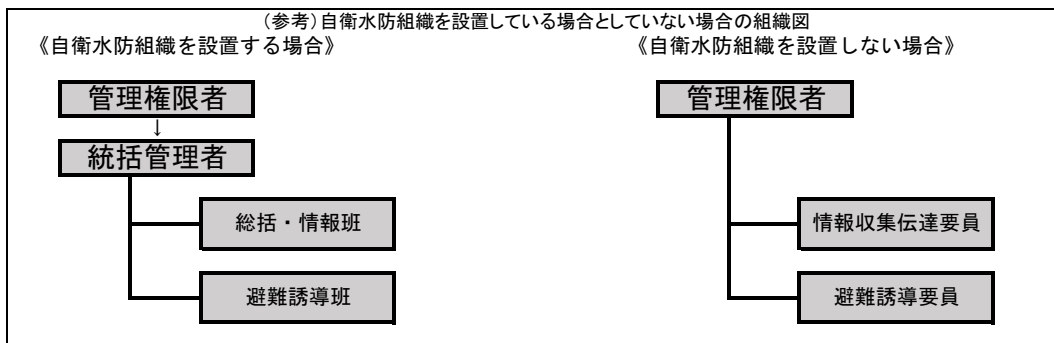 (参考)自衛水防組織を設置している場合としていない場合の組織図
《自衛水防組織を設置する場合》
管理権限者
↓
統括管理者
総括・情報班
避難誘導班
《自衛水防組織を設置しない場合》
管理権限者
情報収集伝達要員
避難誘導要員